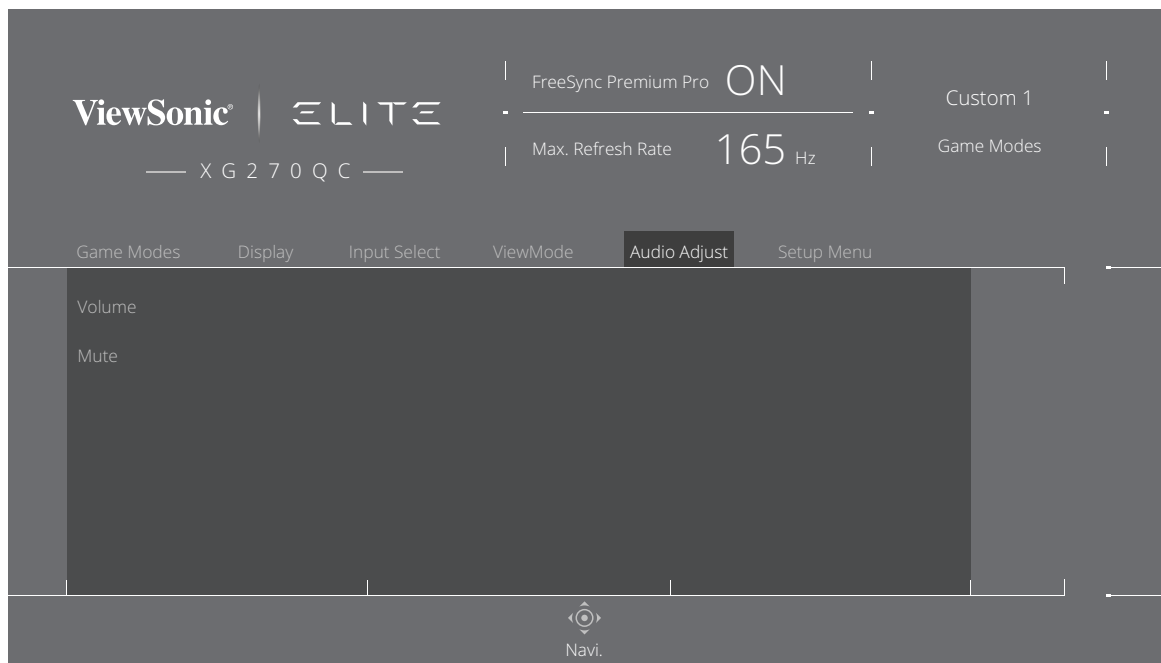 ViewSonic® ELITE
XG270QC
FreeSync Premium Pro ON
Max. Refresh Rate 165 Hz
Custom 1
Game Modes
Game Modes Display Input Select ViewMode Audio Adjust Setup Menu
Volume
Mute
Navi.